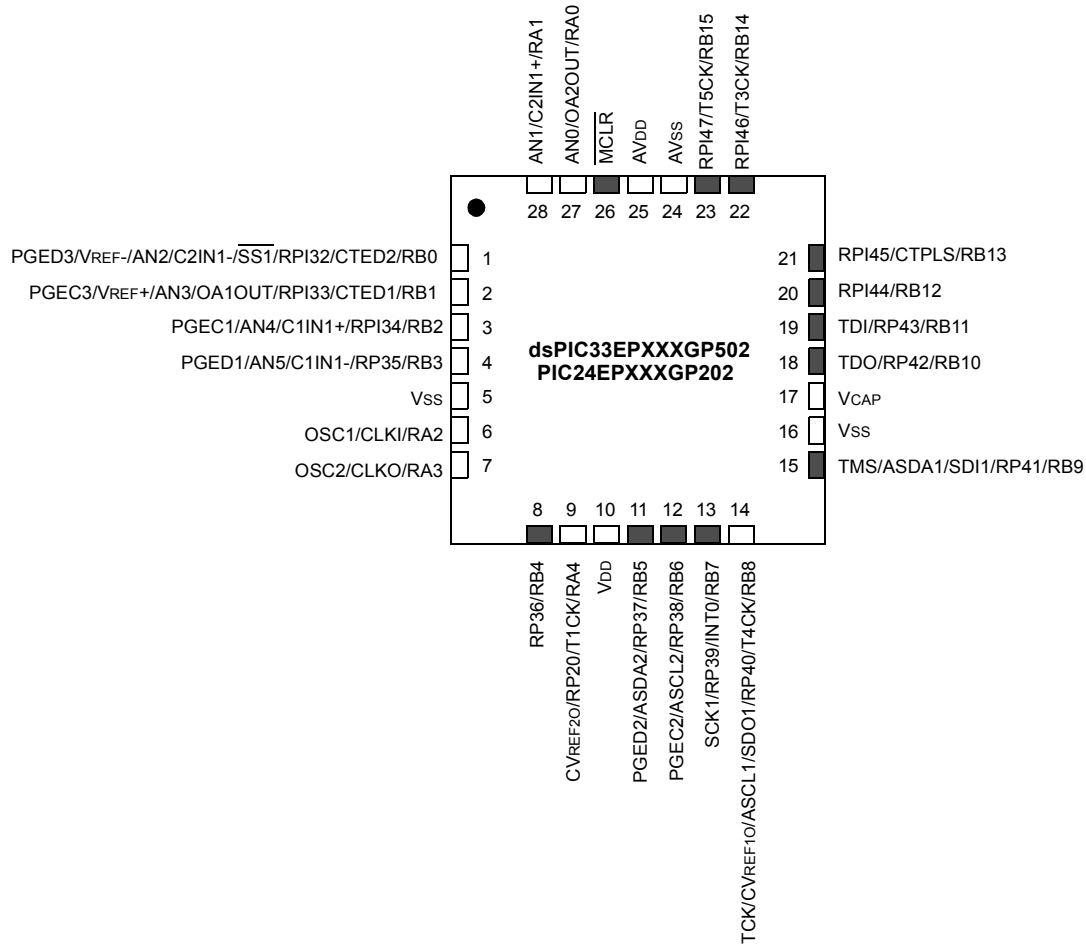 AN1/C2IN1+/RA1
AN0/OA2OUT/RA0
MCLR
AVDD
AVSS
RPI47/T5CK/RB15
RPI46/T3CK/RB14
28 27 26 25 24 23 22
PGED3/VREF-/AN2/C2IN1-/SS1/RPI32/CTED2/RB0 1
PGEC3/VREF+/AN3/OA1OUT/RPI33/CTED1/RB1 2
PGEC1/AN4/C1IN1+/RPI34/RB2 3
PGED1/AN5/C1IN1-/RP35/RB3 4
VSS 5
OSC1/CLKI/RA2 6
OSC2/CLKO/RA3 7
dsPIC33EPXXXGP502
PIC24EPXXXGP202
21 RPI45/CTPLS/RB13
20 RPI44/RB12
19 TDI/RP43/RB11
18 TDO/RP42/RB10
17 VCAP
16 VSS
15 TMS/ASDA1/SDI1/RP41/RB9
8 9 10 11 12 13 14
RP36/RB4
CVREF2O/RP20/T1CK/RA4
VDD
PGED2/ASDA2/RP37/RB5
PGEC2/ASCL2/RP38/RB6
SCK1/RP39/INT0/RB7
TCK/CVREF1O/ASCL1/SDO1/RP40/T4CK/RB8